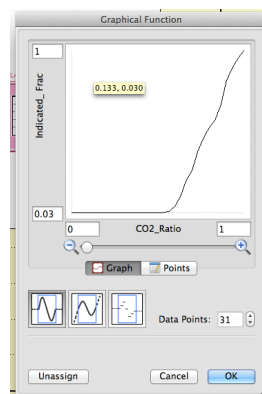 Graphical Function
1
0.133, 0.030
Indicated_ Frac
0.03
0
CO2_Ratio
1
Graph
Points
Data Points:
31
Unassign
Cancel
OK